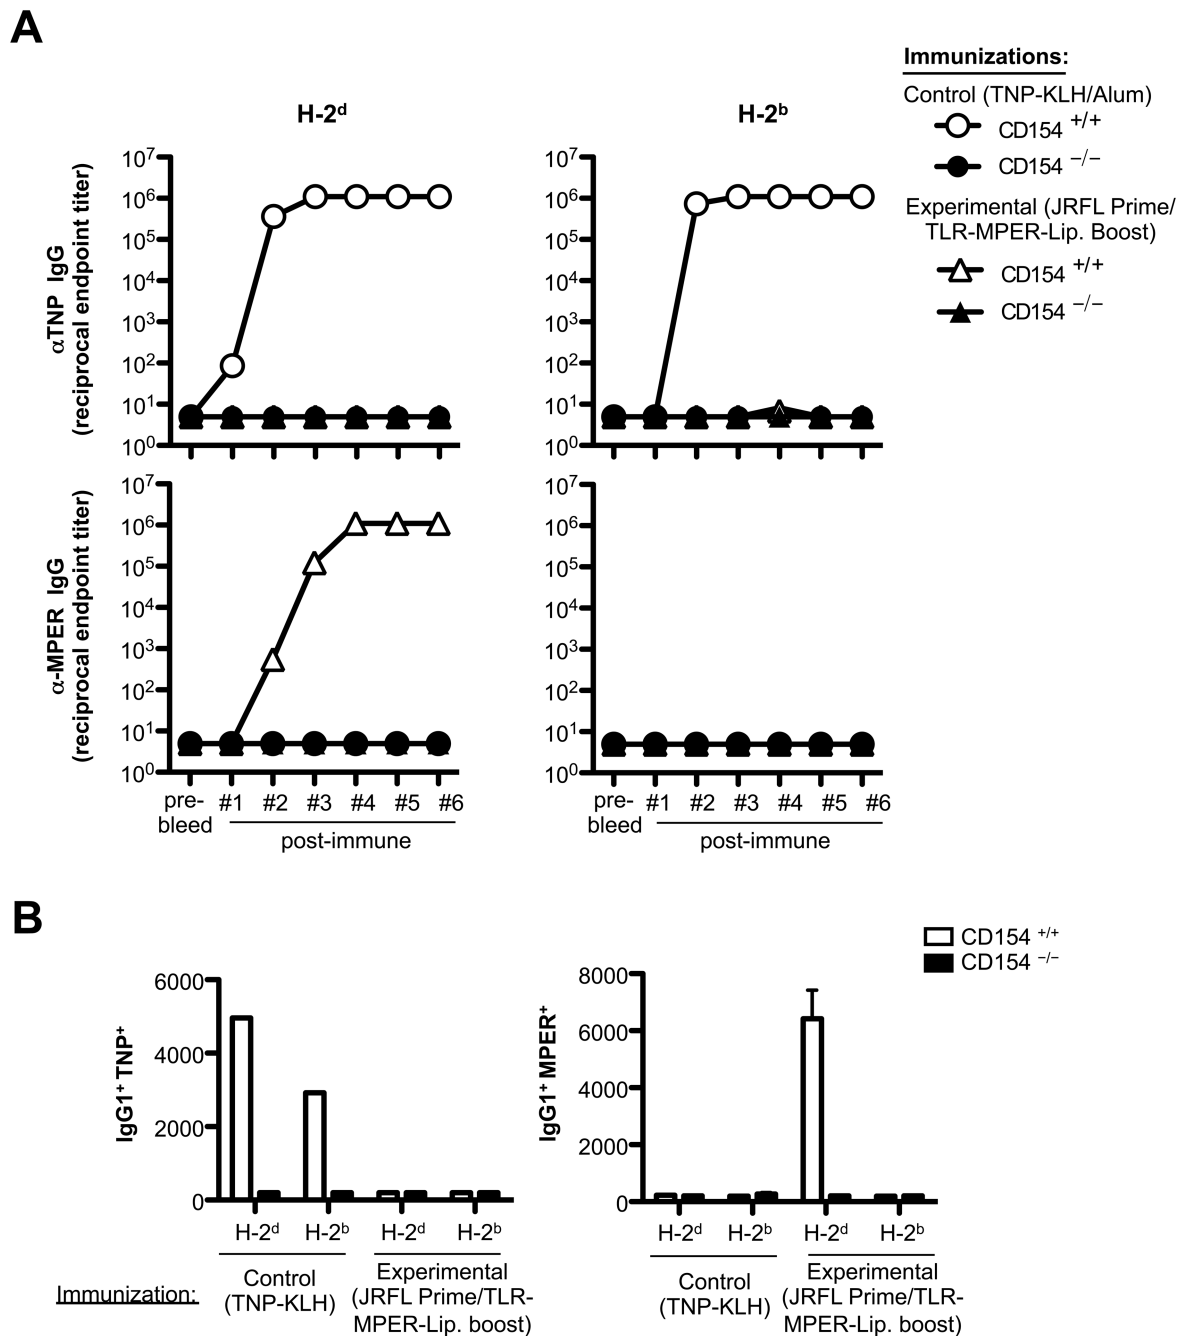 A
Immunizations:
Control (TNP-KLH/Alum)
CD154 +/+
CD154 −/−
Experimental (JRFL Prime/
TLR-MPER-Lip. Boost)
CD154 +/+
CD154 −/−
H-2ᵈ
H-2ᵇ
αTNP IgG
(reciprocal endpoint titer)
10⁷
10⁶
10⁵
10⁴
10³
10²
10¹
10⁰
10⁷
10⁶
10⁵
10⁴
10³
10²
10¹
10⁰
α-MPER IgG
(reciprocal endpoint titer)
10⁷
10⁶
10⁵
10⁴
10³
10²
10¹
10⁰
10⁷
10⁶
10⁵
10⁴
10³
10²
10¹
10⁰
pre-
bleed
#1 #2 #3 #4 #5 #6
post-immune
pre-
bleed
#1 #2 #3 #4 #5 #6
post-immune
B
CD154 +/+
CD154 −/−
IgG1⁺ TNP⁺
6000
4000
2000
0
H-2ᵈ H-2ᵇ H-2ᵈ H-2ᵇ
Immunization:
Control
(TNP-KLH)
Experimental
(JRFL Prime/TLR-
MPER-Lip. boost)
IgG1⁺ MPER⁺
8000
6000
4000
2000
0
H-2ᵈ H-2ᵇ H-2ᵈ H-2ᵇ
Control
(TNP-KLH)
Experimental
(JRFL Prime/TLR-
MPER-Lip. boost)